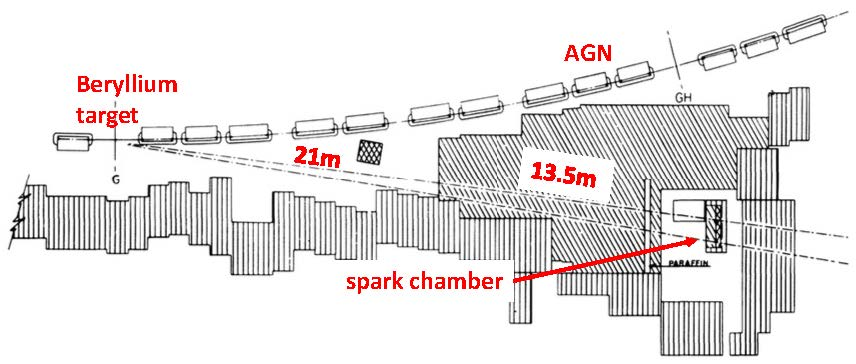 AGN
Beryllium
target
GH
21m
13.5m
G
PARAFFIN
spark chamber